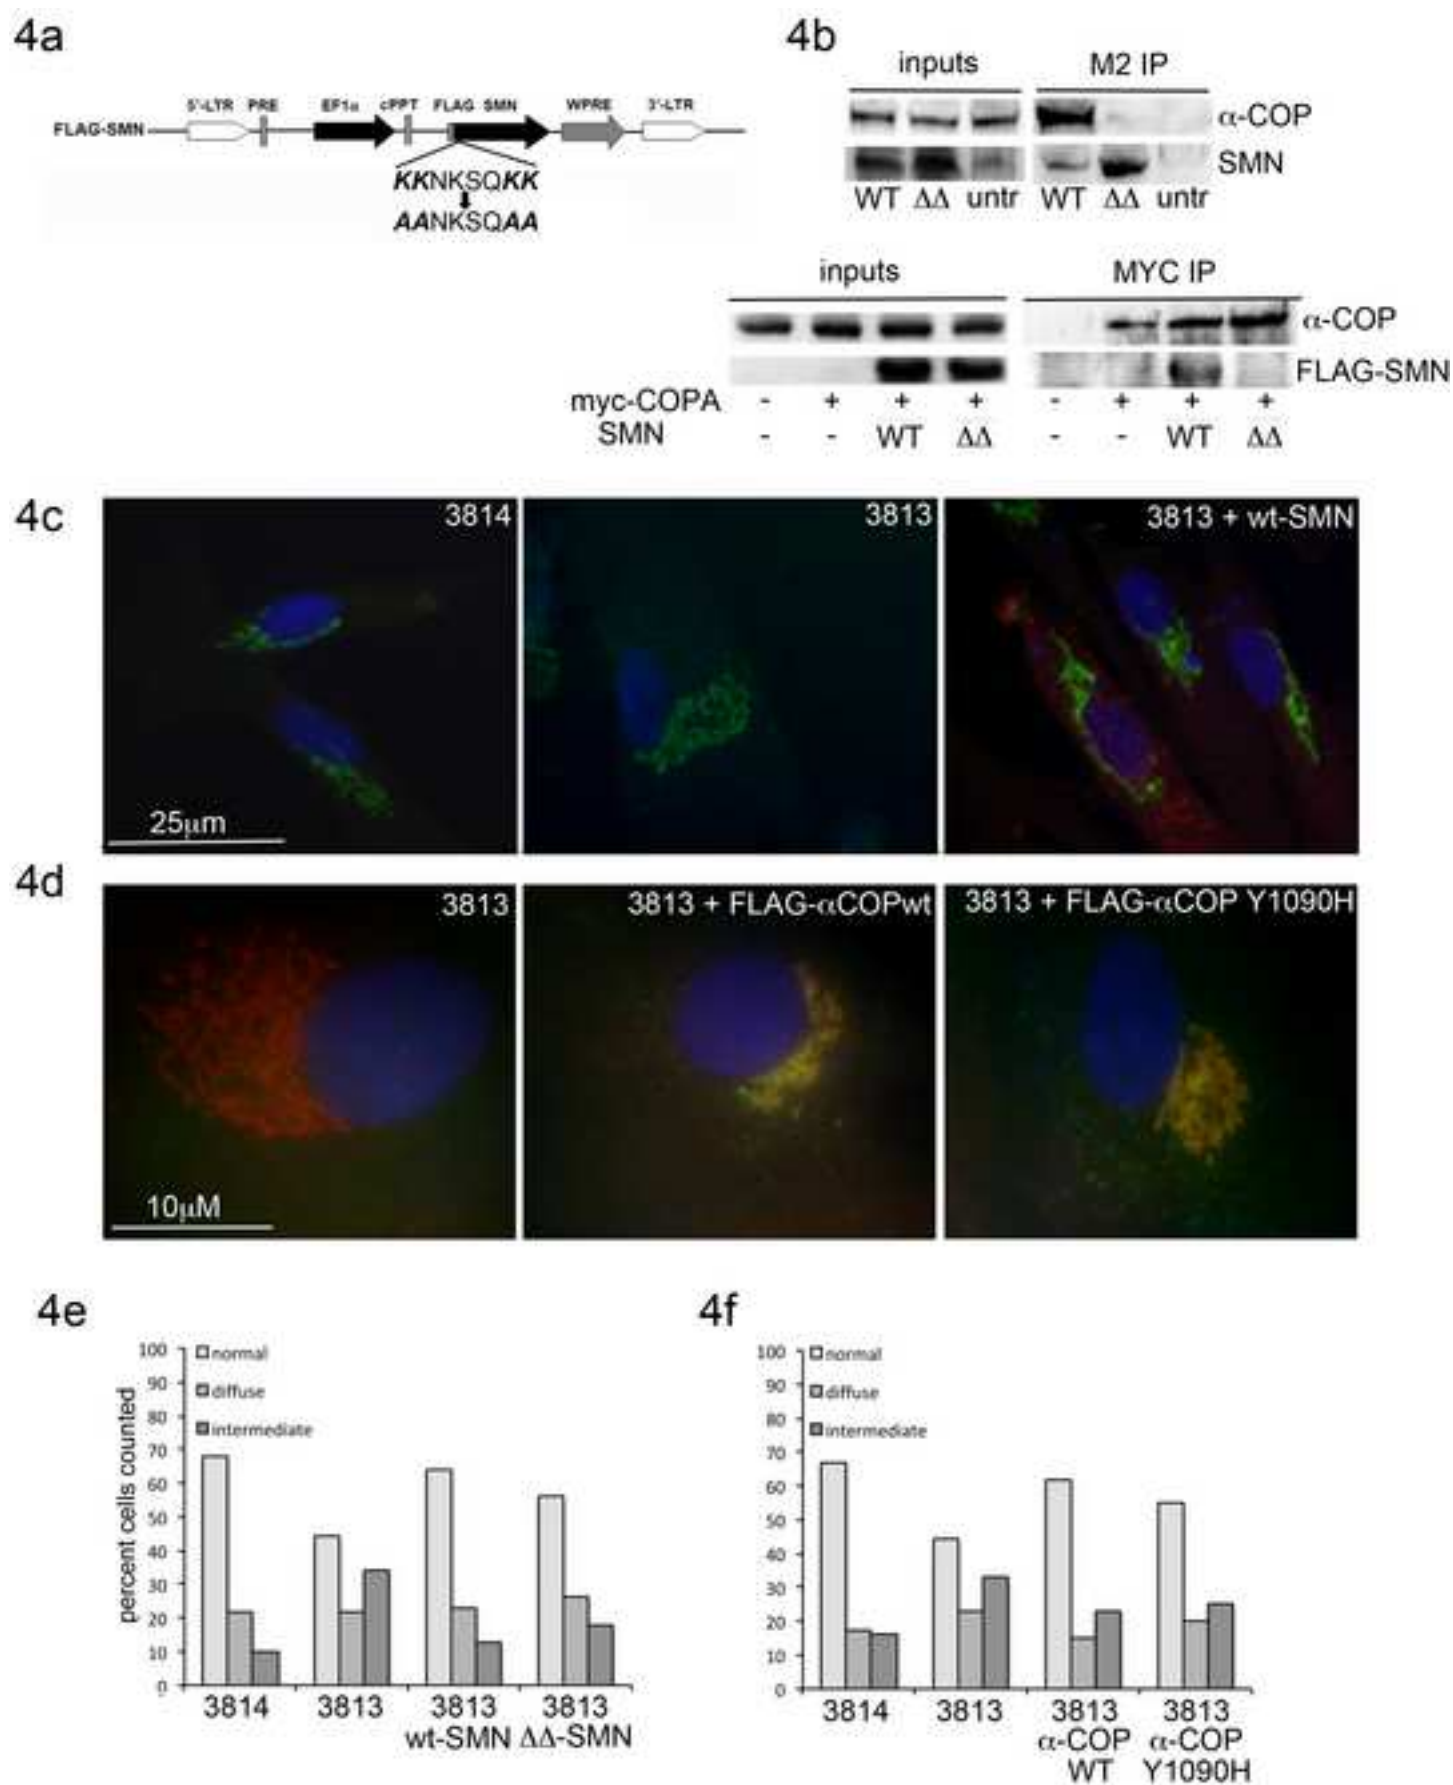 4a
5'-LTR PRE EF1α cPPT FLAG SMN WPRE 3'-LTR
FLAG-SMN
KKNKSQKK
AANKSQAA
4b
inputs M2 IP
α-COP
SMN
WT ΔΔ untr WT ΔΔ untr
inputs MYC IP
α-COP
FLAG-SMN
myc-COPA - + + + - + + +
SMN - - WT ΔΔ - - WT ΔΔ
4c
3814 3813 3813 + wt-SMN
25μm
4d
3813 3813 + FLAG-αCOPwt 3813 + FLAG-αCOP Y1090H
10μM
4e
percent cells counted
100
90
80
70
60
50
40
30
20
10
0
normal
diffuse
intermediate
3814 3813 3813 3813
wt-SMN ΔΔ-SMN
4f
100
90
80
70
60
50
40
30
20
10
0
normal
diffuse
intermediate
3814 3813 3813 3813
α-COP α-COP
WT Y1090H